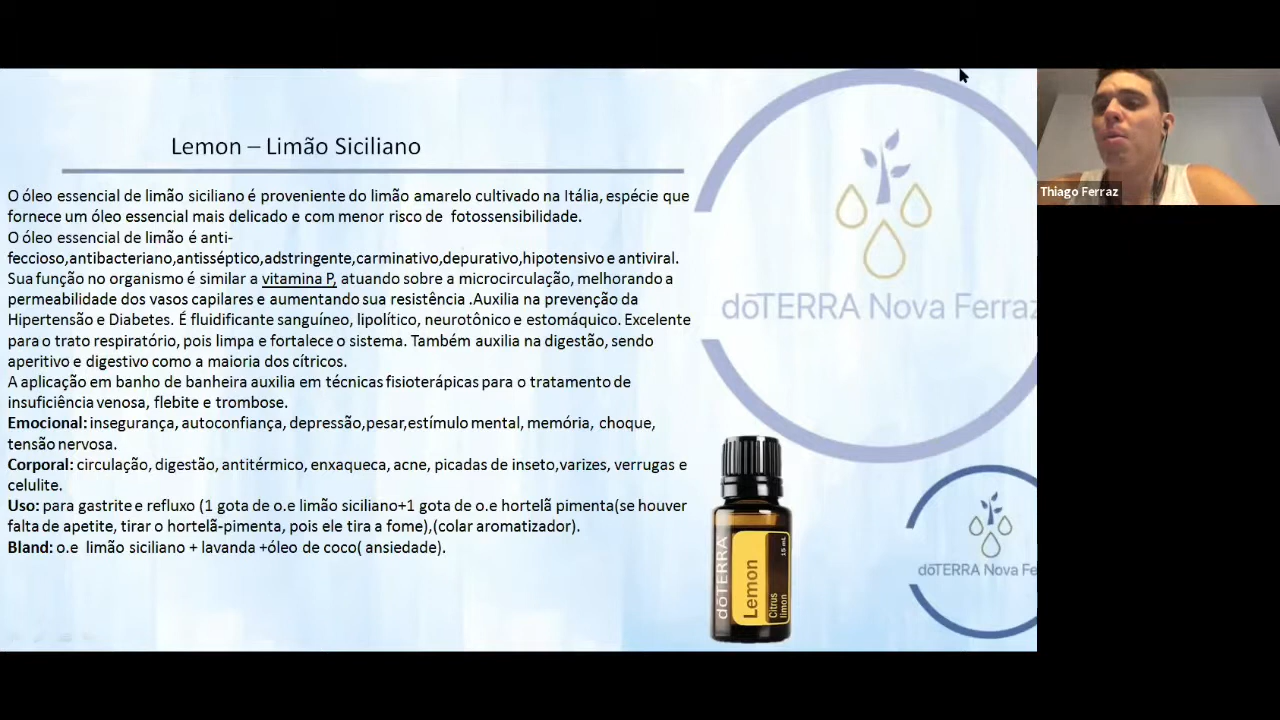 Lemon – Limão Siciliano
O óleo essencial de limão siciliano é proveniente do limão amarelo cultivado na Itália, espécie que
fornece um óleo essencial mais delicado e com menor risco de fotossensibilidade.
O óleo essencial de limão é anti-
feccioso,antibacteriano,antisséptico,adstringente,carminativo,depurativo,hipotensivo e antiviral.
Sua função no organismo é similar a vitamina P, atuando sobre a microcirculação, melhorando a
permeabilidade dos vasos capilares e aumentando sua resistência .Auxilia na prevenção da
Hipertensão e Diabetes. É fluidificante sanguíneo, lipolítico, neurotônico e estomáquico. Excelente
para o trato respiratório, pois limpa e fortalece o sistema. Também auxilia na digestão, sendo
aperitivo e digestivo como a maioria dos cítricos.
A aplicação em banho de banheira auxilia em técnicas fisioterápicas para o tratamento de
insuficiência venosa, flebite e trombose.
Emocional: insegurança, autoconfiança, depressão,pesar,estímulo mental, memória, choque,
tensão nervosa.
Corporal: circulação, digestão, antitérmico, enxaqueca, acne, picadas de inseto,varizes, verrugas e
celulite.
Uso: para gastrite e refluxo (1 gota de o.e limão siciliano+1 gota de o.e hortelã pimenta(se houver
falta de apetite, tirar o hortelã-pimenta, pois ele tira a fome),(colar aromatizador).
Bland: o.e limão siciliano + lavanda +óleo de coco( ansiedade).
dōTERRA Nova Ferraz
dōTERRA
Lemon
Citrus
limon
15 mL
dōTERRA Nova Fe
Thiago Ferraz